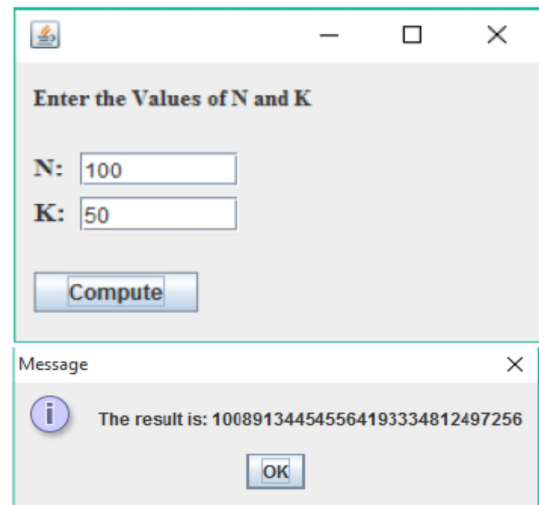 Enter the Values of N and K
N: 100
K: 50
Compute
Message
The result is: 100891344545564193334812497256
OK